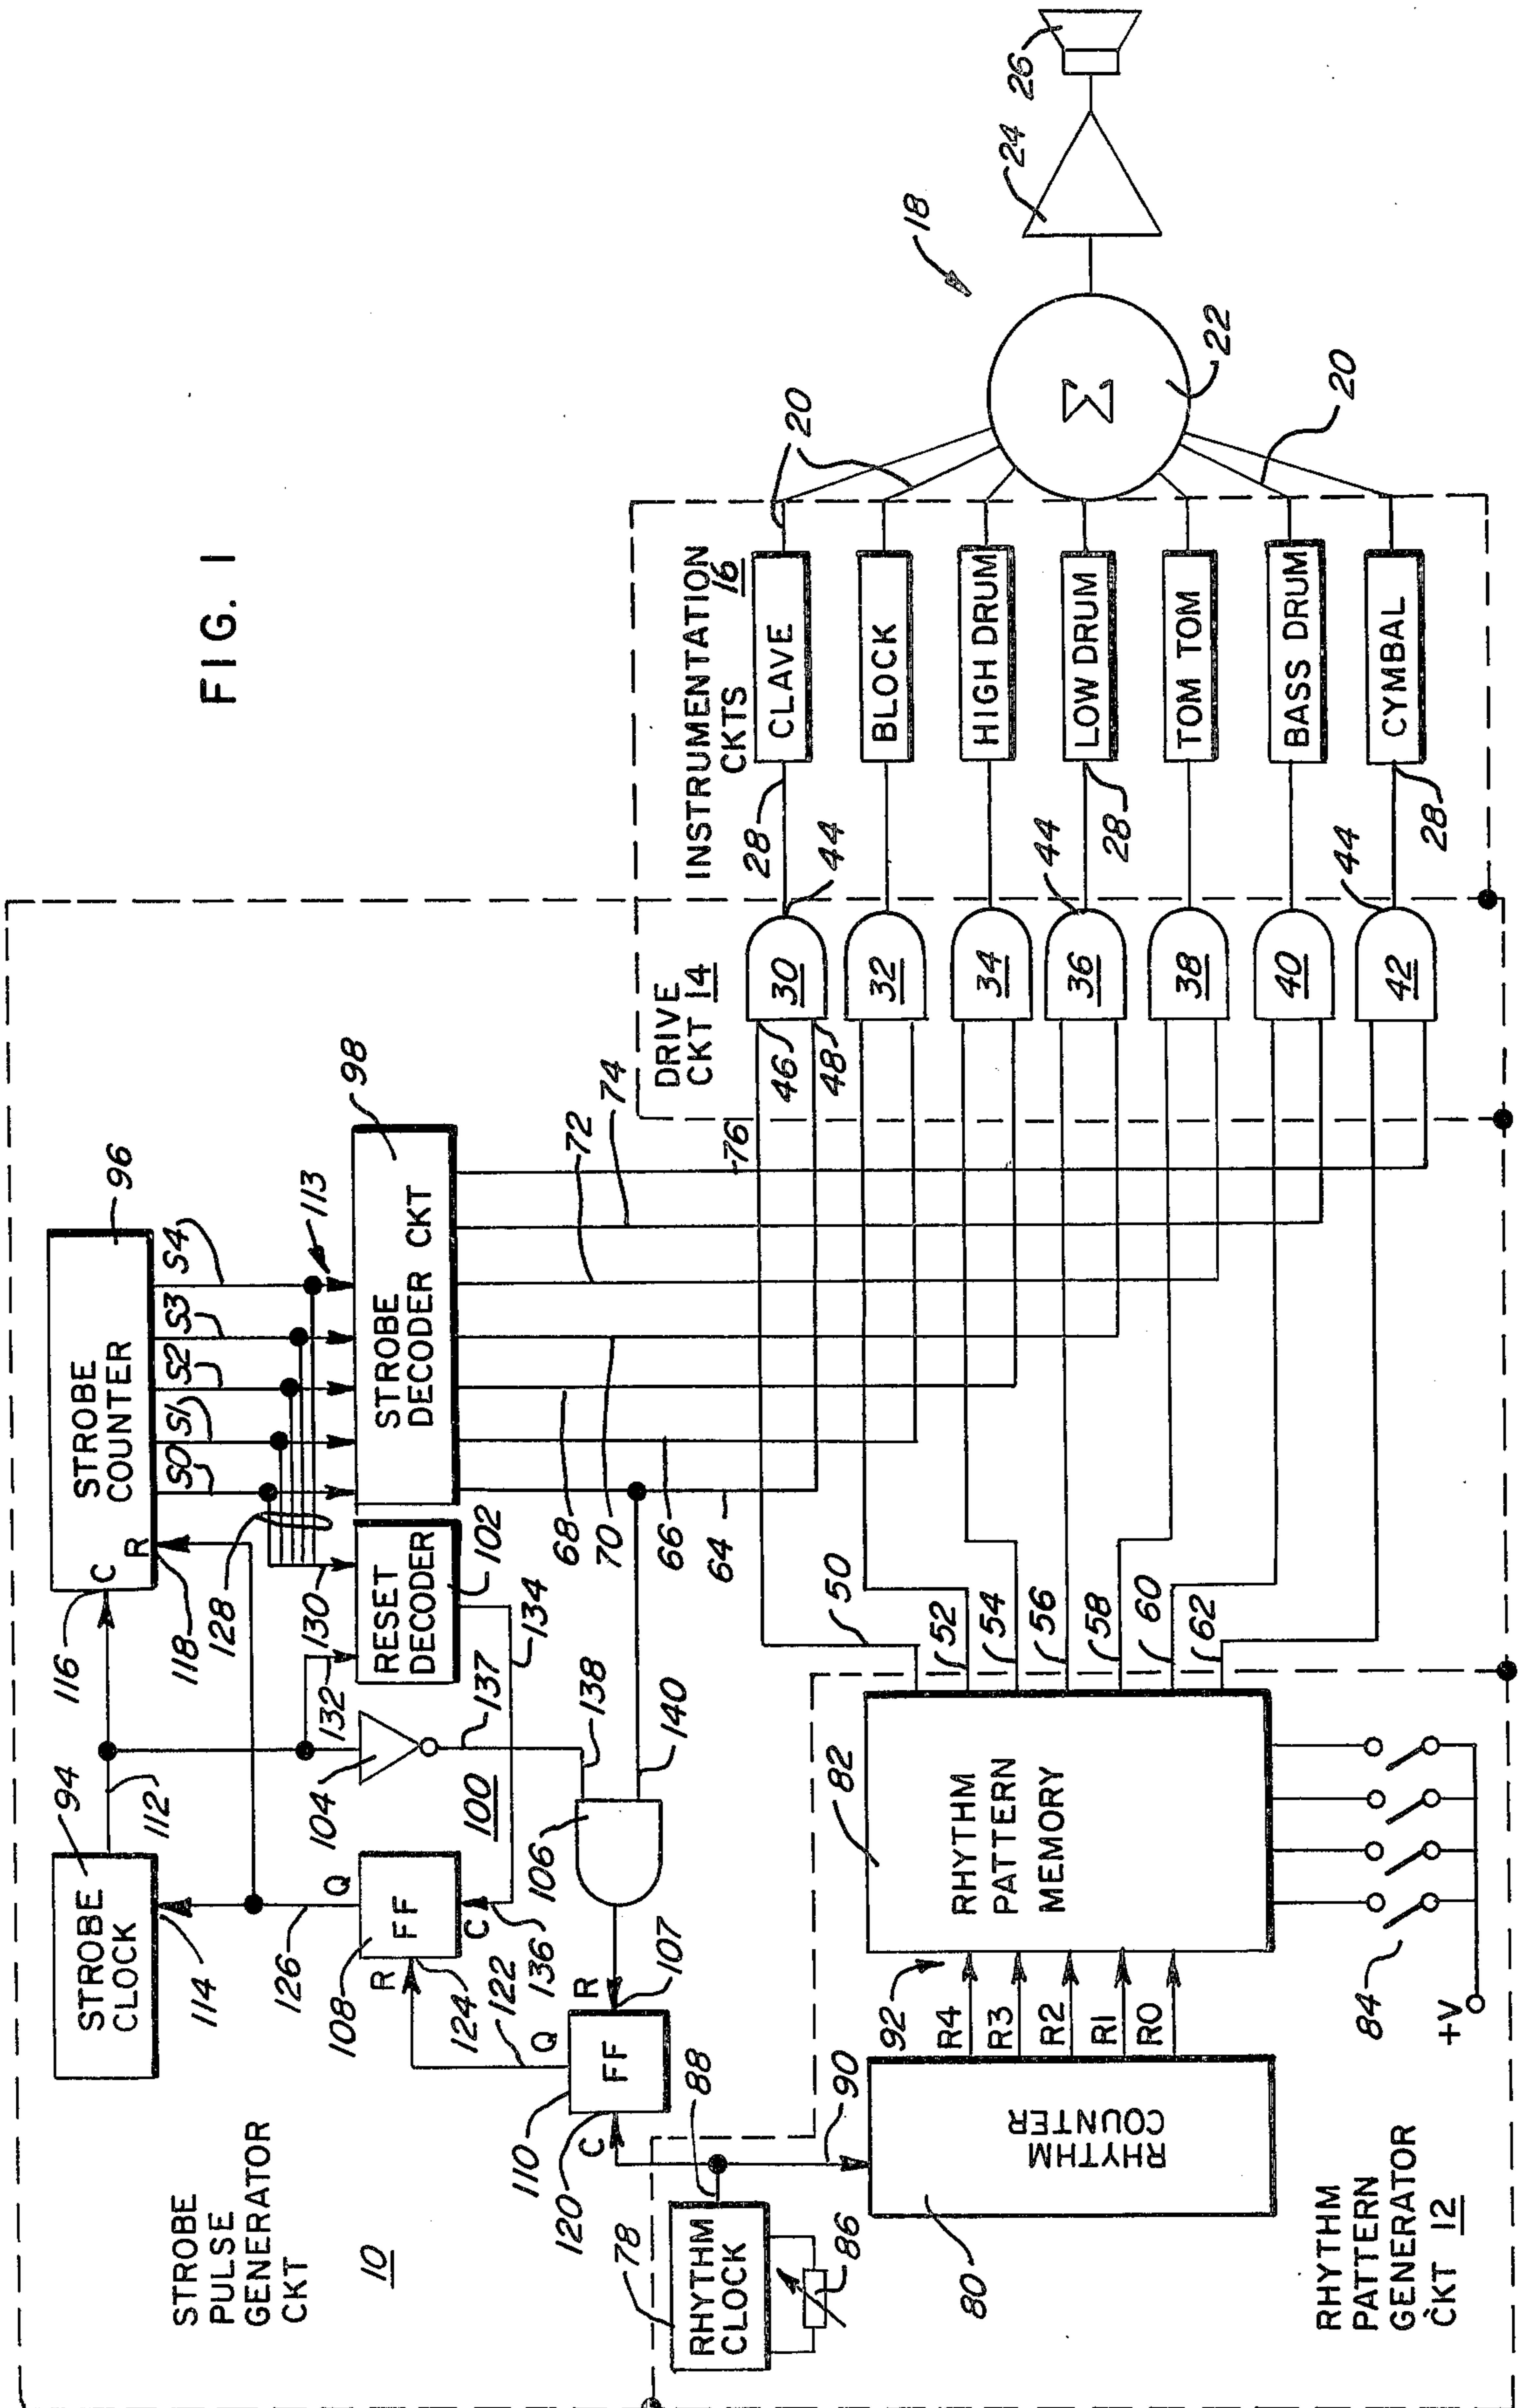 FIG. 1
STROBE
PULSE
GENERATOR
CKT
10
STROBE
CLOCK
94
112
114
116
C
R
118
STROBE
COUNTER
96
S0
S1
S2
S3
S4
113
128
130
132
RESET
DECODER
102
134
STROBE
DECODER CKT
98
126
Q
108
FF
R
C
124
122
136
104
137
138
100
106
140
107
R
Q
110
FF
C
120
68
70
66
64
72
74
76
78
RHYTHM
CLOCK
86
88
90
80
RHYTHM
COUNTER
92
R4
R3
R2
R1
R0
82
RHYTHM
PATTERN
MEMORY
84
+V
RHYTHM
PATTERN
GENERATOR
CKT 12
50
52
54
56
58
60
62
DRIVE
CKT 14
46
48
30
32
34
36
38
40
42
44
44
44
28
28
28
INSTRUMENTATION
CKTS
16
CLAVE
BLOCK
HIGH DRUM
LOW DRUM
TOM TOM
BASS DRUM
CYMBAL
20
20
Σ
22
18
24
26